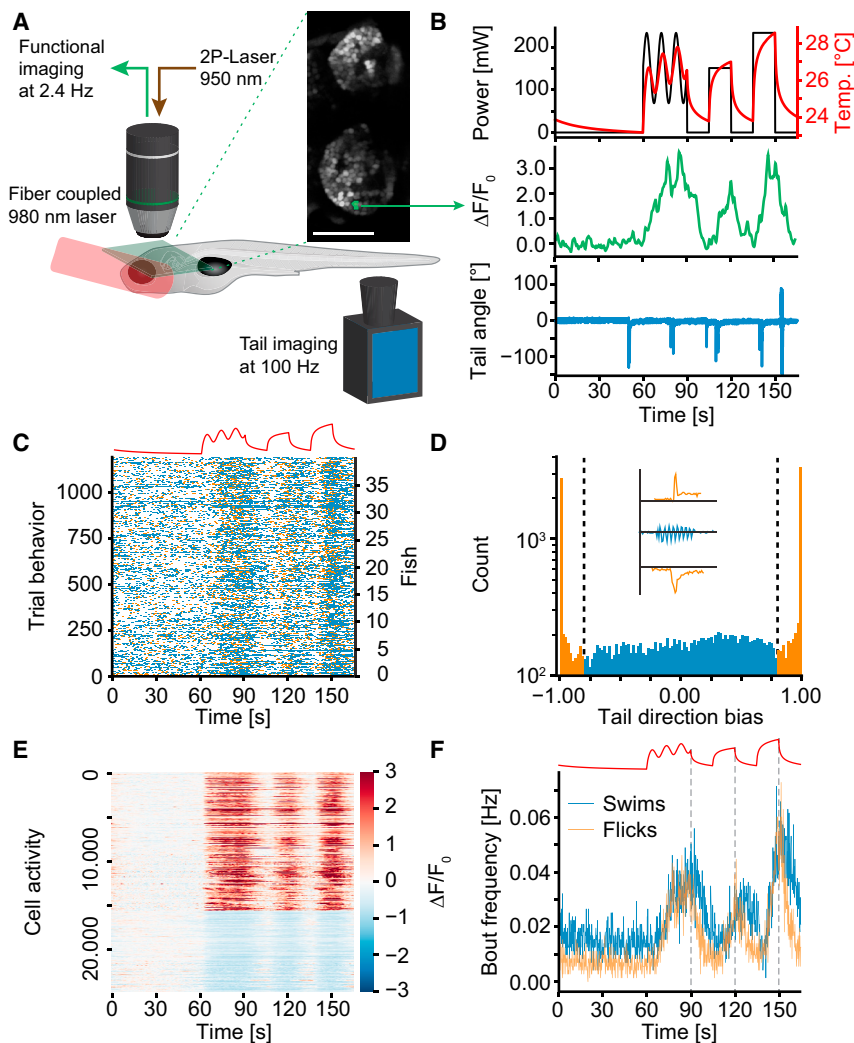 A
Functional
imaging
at 2.4 Hz
2P-Laser
950 nm
Fiber coupled
980 nm laser
Tail imaging
at 100 Hz
B
Power [mW]
200
100
0
28
26
24
Temp. [°C]
ΔF/F0
3.0
2.0
1.0
0.0
Tail angle [°]
100
0
−100
0 30 60 90 120 150
Time [s]
C
Trial behavior
1000
750
500
250
0
35
30
25
20
15
10
5
0
Fish
0 30 60 90 120 150
Time [s]
D
Count
10³
10²
−1.00 0.00 1.00
Tail direction bias
E
Cell activity
0
10.000
20.000
3
2
1
0
−1
−2
−3
ΔF/F0
0 30 60 90 120 150
Time [s]
F
Bout frequency [Hz]
0.06
0.04
0.02
0.00
Swims
Flicks
0 30 60 90 120 150
Time [s]